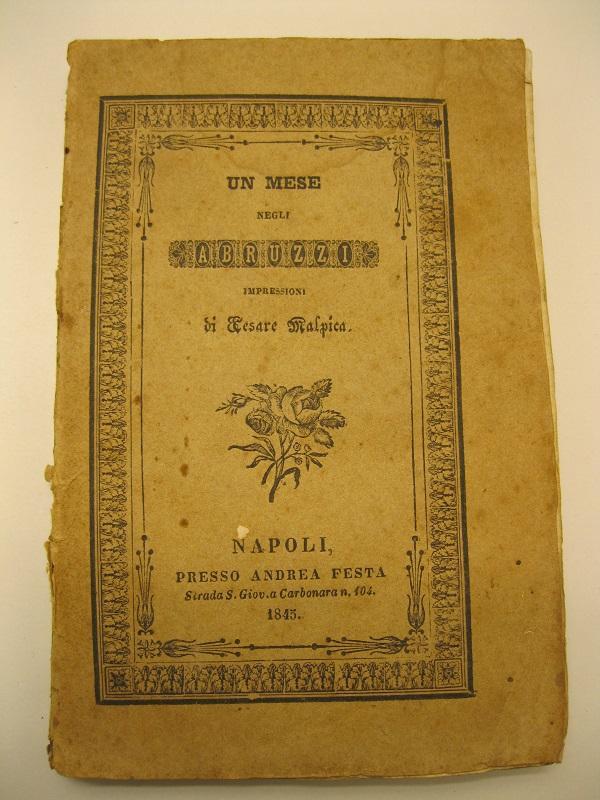 UN MESE
NEGLI
ABRUZZI
IMPRESSIONI
di Cesare Malpica.
NAPOLI,
PRESSO ANDREA FESTA
Strada S. Giov. a Carbonara n. 104.
1845.